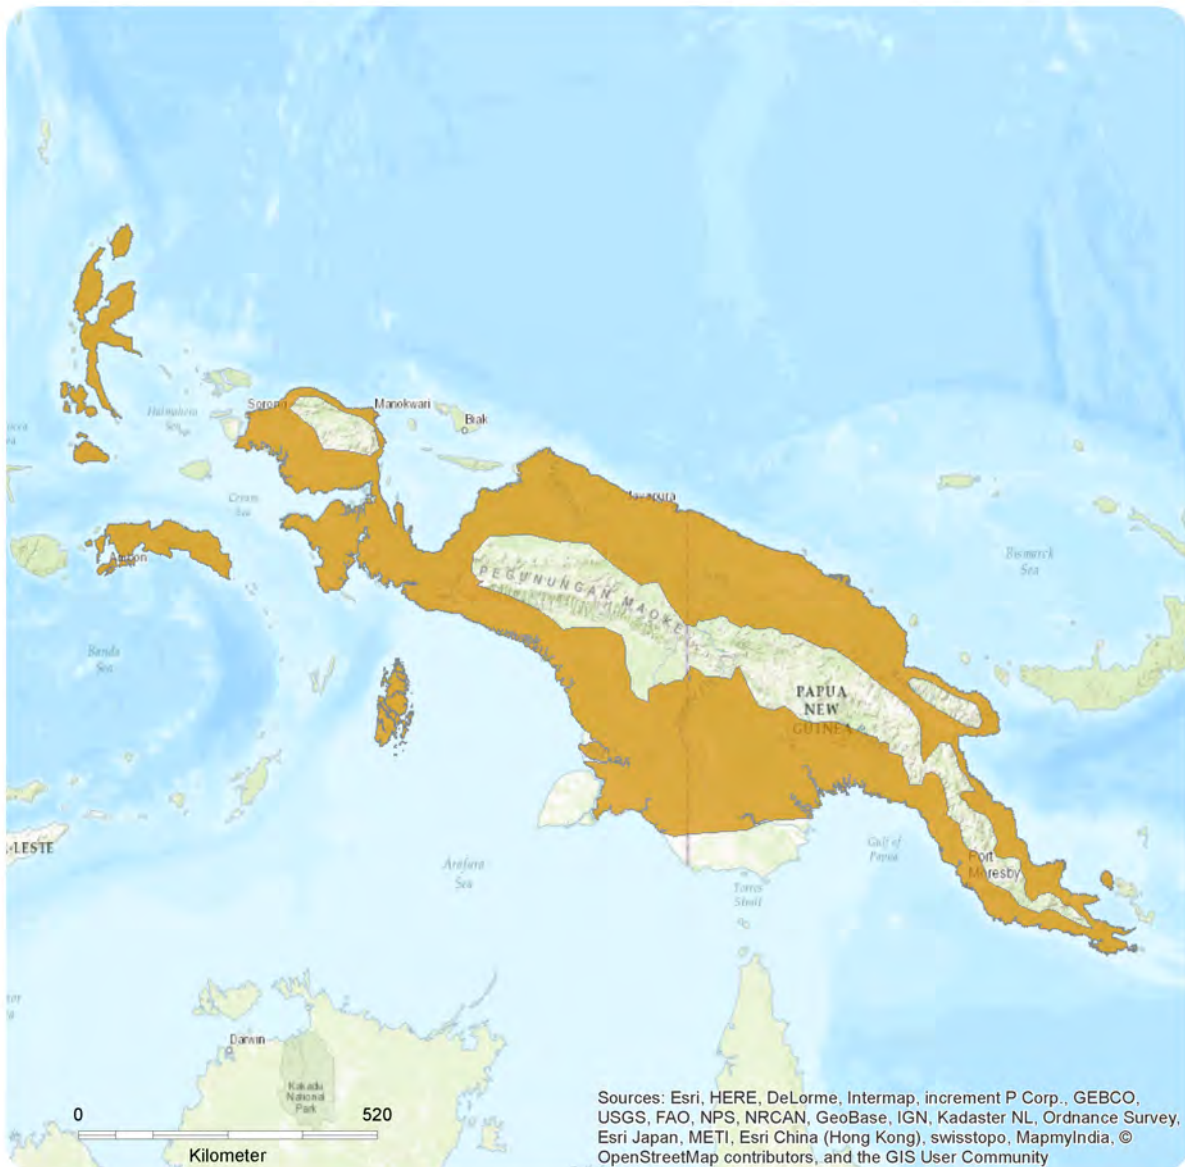 Sorong
Manokwari
Biak
Halmahera
Sea
Ceram
Sea
Jayapura
Ambon
PEGUNUNGAN MAOKE
Bismarck
Sea
Banda
Sea
PAPUA
NEW
GUINEA
-LESTE
Arafura
Sea
Gulf of
Papua
Port
Moresby
Torres
Strait
Darwin
Kakadu
National
Park
0 520
Kilometer
Sources: Esri, HERE, DeLorme, Intermap, increment P Corp., GEBCO,
USGS, FAO, NPS, NRCAN, GeoBase, IGN, Kadaster NL, Ordnance Survey,
Esri Japan, METI, Esri China (Hong Kong), swisstopo, MapmyIndia, ©
OpenStreetMap contributors, and the GIS User Community